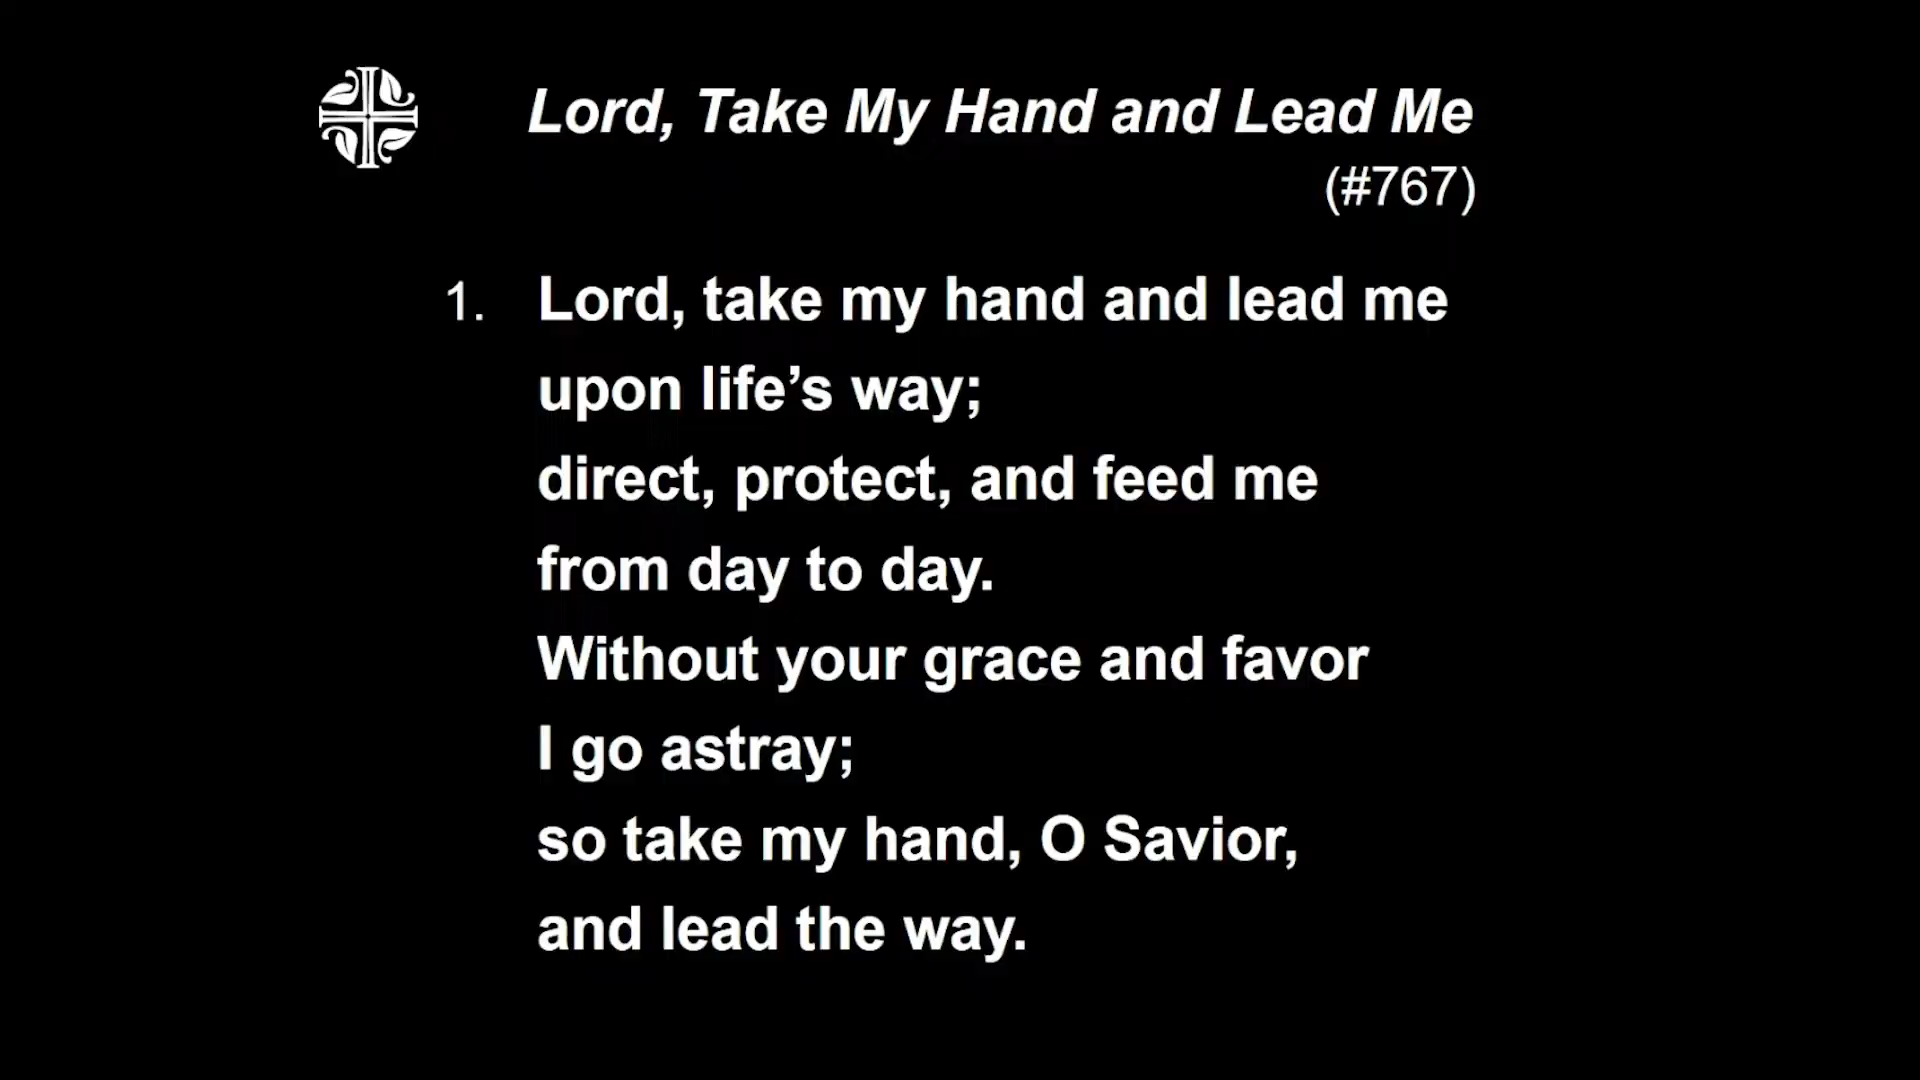 Lord, Take My Hand and Lead Me
(#767)
1. Lord, take my hand and lead me
upon life’s way;
direct, protect, and feed me
from day to day.
Without your grace and favor
I go astray;
so take my hand, O Savior,
and lead the way.